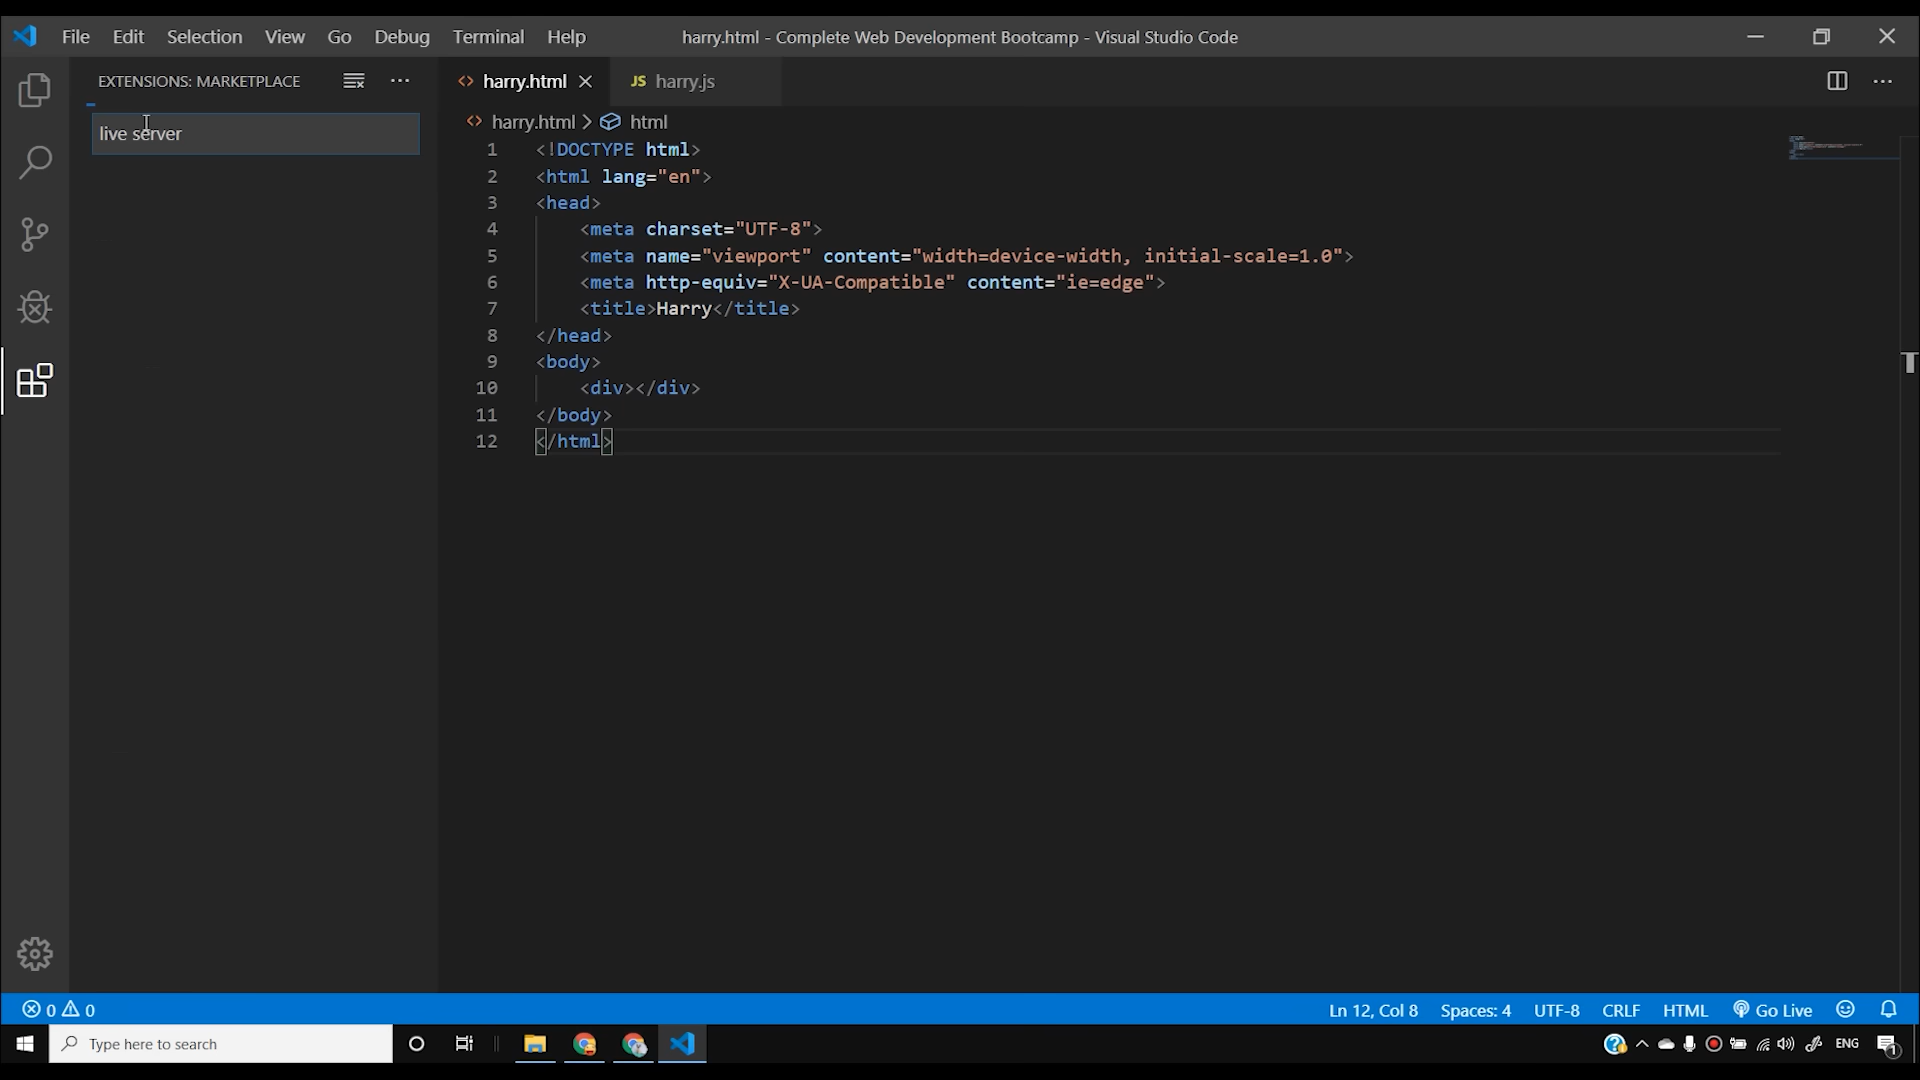 File Edit Selection View Go Debug Terminal Help harry.html - Complete Web Development Bootcamp - Visual Studio Code
EXTENSIONS: MARKETPLACE
live server
harry.html
JS harry.js
harry.html > html
1 <!DOCTYPE html>
2 <html lang="en">
3 <head>
4 <meta charset="UTF-8">
5 <meta name="viewport" content="width=device-width, initial-scale=1.0">
6 <meta http-equiv="X-UA-Compatible" content="ie=edge">
7 <title>Harry</title>
8 </head>
9 <body>
10 <div></div>
11 </body>
12 </html>
0 0 Ln 12, Col 8 Spaces: 4 UTF-8 CRLF HTML Go Live
Type here to search ENG 1